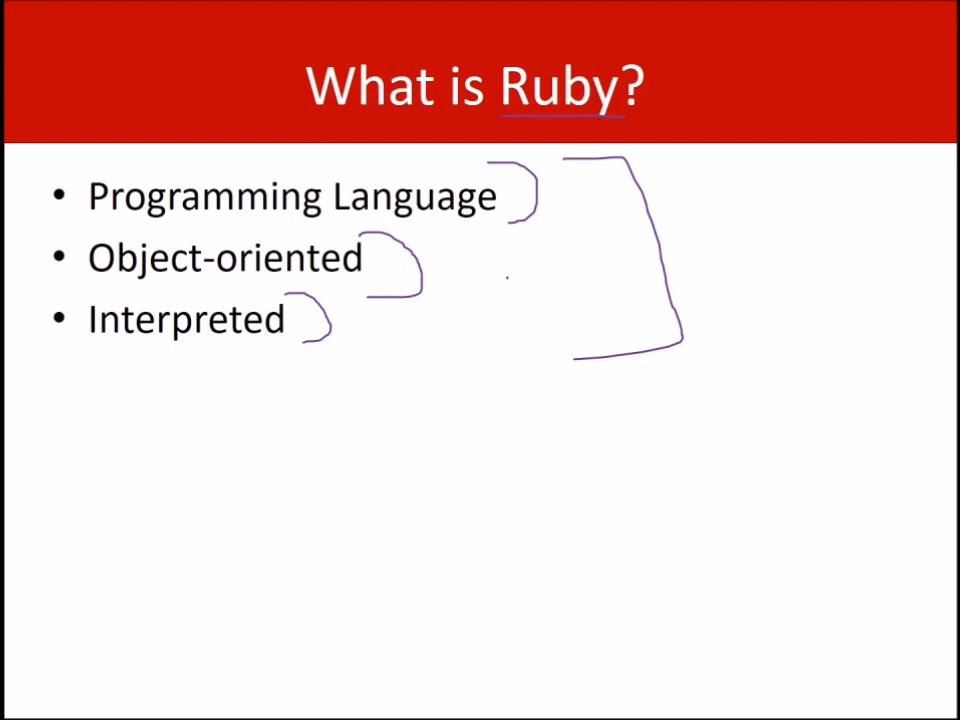 What is Ruby?
• Programming Language
• Object-oriented
• Interpreted